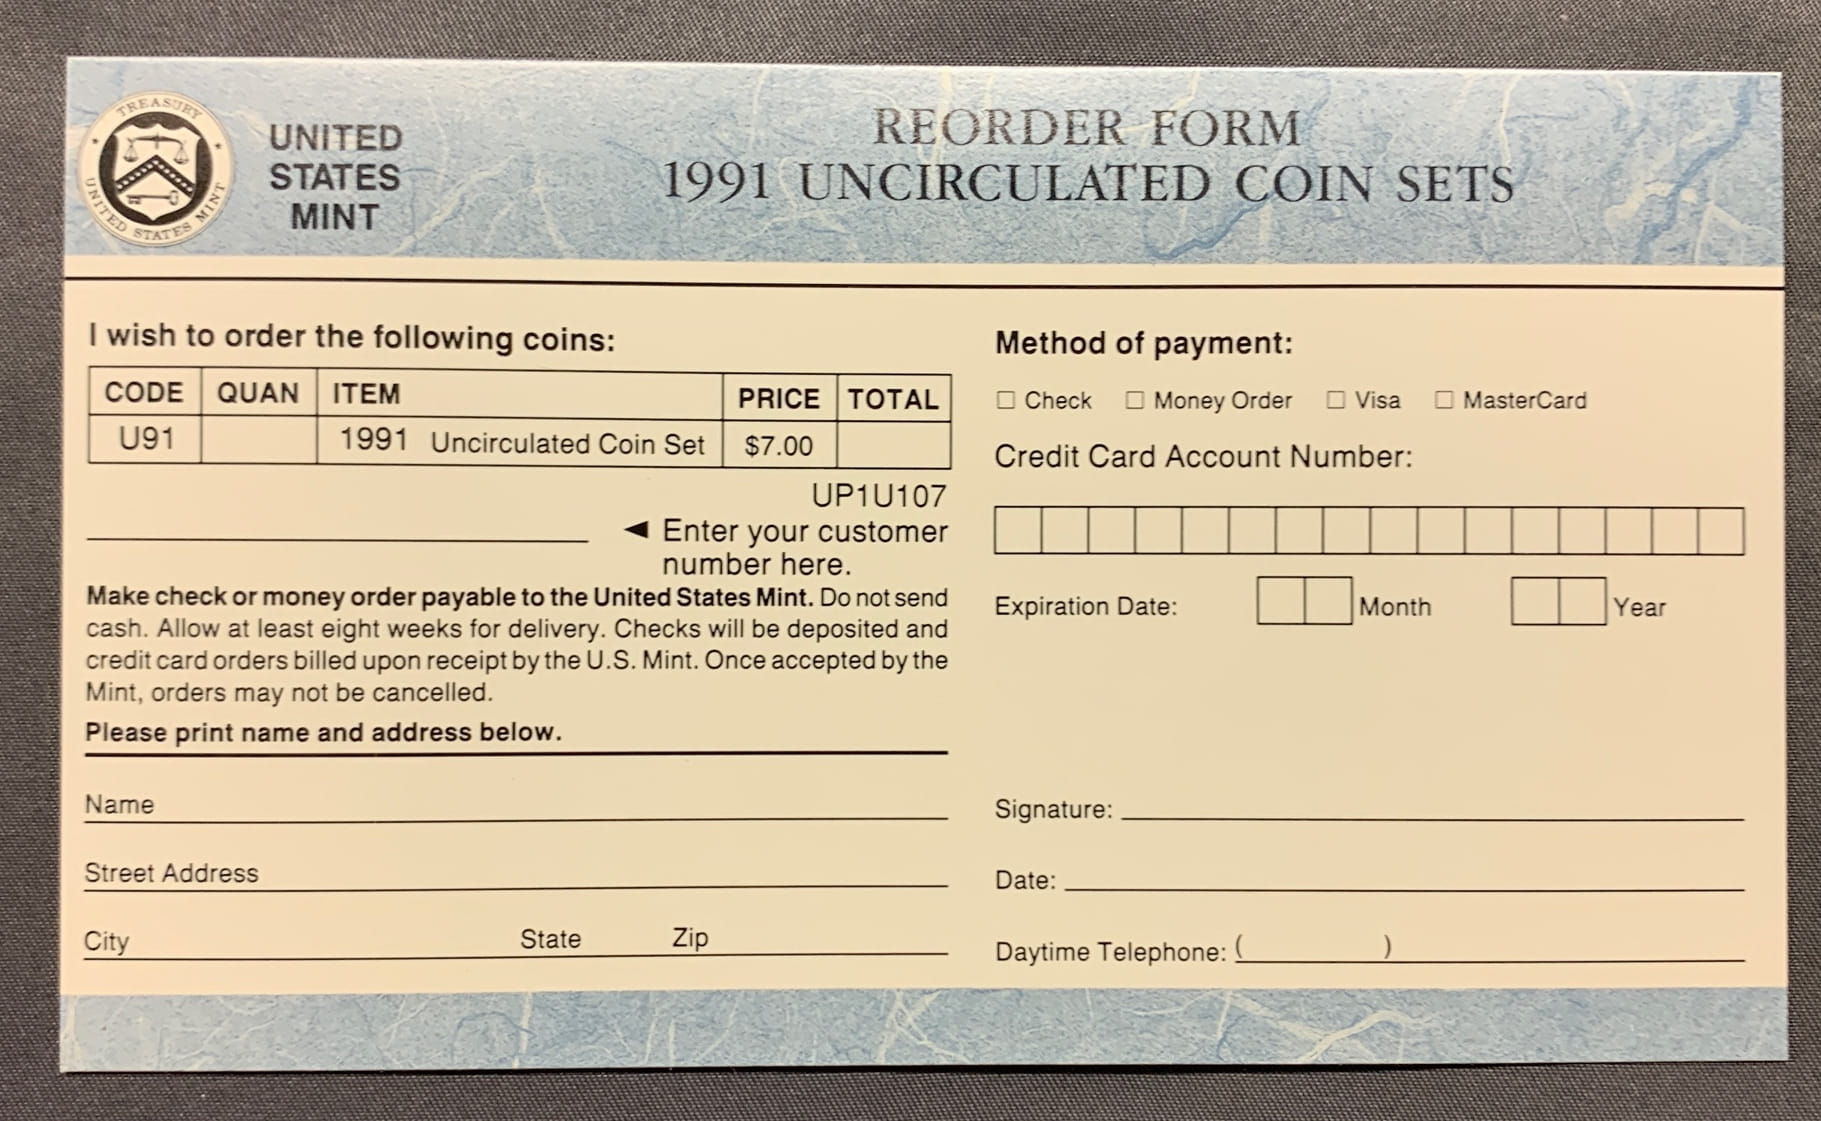 TREASURY
UNITED STATES MINT
UNITED
STATES
MINT
REORDER FORM
1991 UNCIRCULATED COIN SETS
I wish to order the following coins:
CODE QUAN ITEM PRICE TOTAL
U91 1991 Uncirculated Coin Set $7.00
UP1U107
◄ Enter your customer
number here.
Make check or money order payable to the United States Mint. Do not send
cash. Allow at least eight weeks for delivery. Checks will be deposited and
credit card orders billed upon receipt by the U.S. Mint. Once accepted by the
Mint, orders may not be cancelled.
Please print name and address below.
Name
Street Address
City State Zip
Method of payment:
□ Check □ Money Order □ Visa □ MasterCard
Credit Card Account Number:
Expiration Date: Month Year
Signature:
Date:
Daytime Telephone: ( )